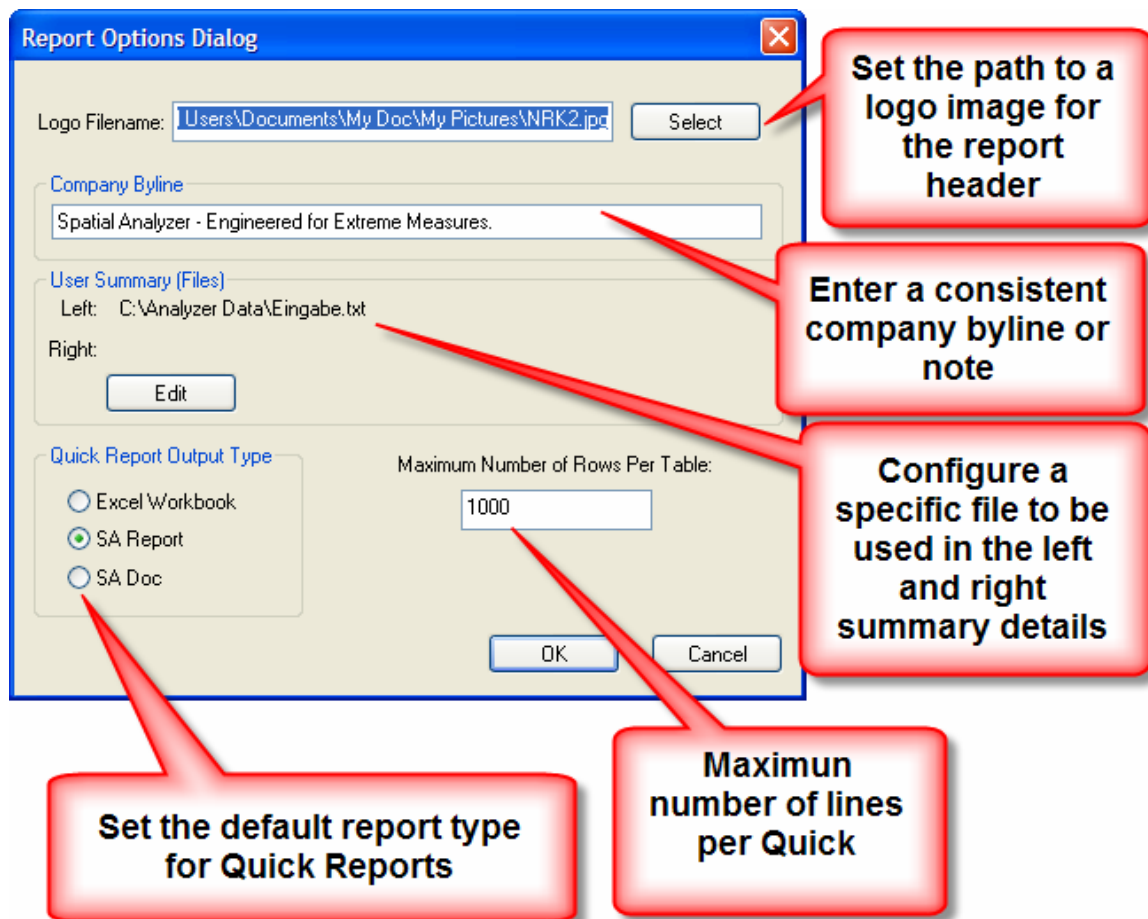 Report Options Dialog
Logo Filename:
Users\Documents\My Doc\My Pictures\NRK2.jpg
Select
Company Byline
Spatial Analyzer - Engineered for Extreme Measures.
User Summary (Files)
Left: C:\Analyzer Data\Eingabe.txt
Right:
Edit
Quick Report Output Type
Excel Workbook
SA Report
SA Doc
Maximum Number of Rows Per Table:
1000
OK
Cancel
Set the path to a
logo image for
the report
header
Enter a consistent
company byline or
note
Configure a
specific file to be
used in the left
and right
summary details
Maximun
number of lines
per Quick
Set the default report type
for Quick Reports